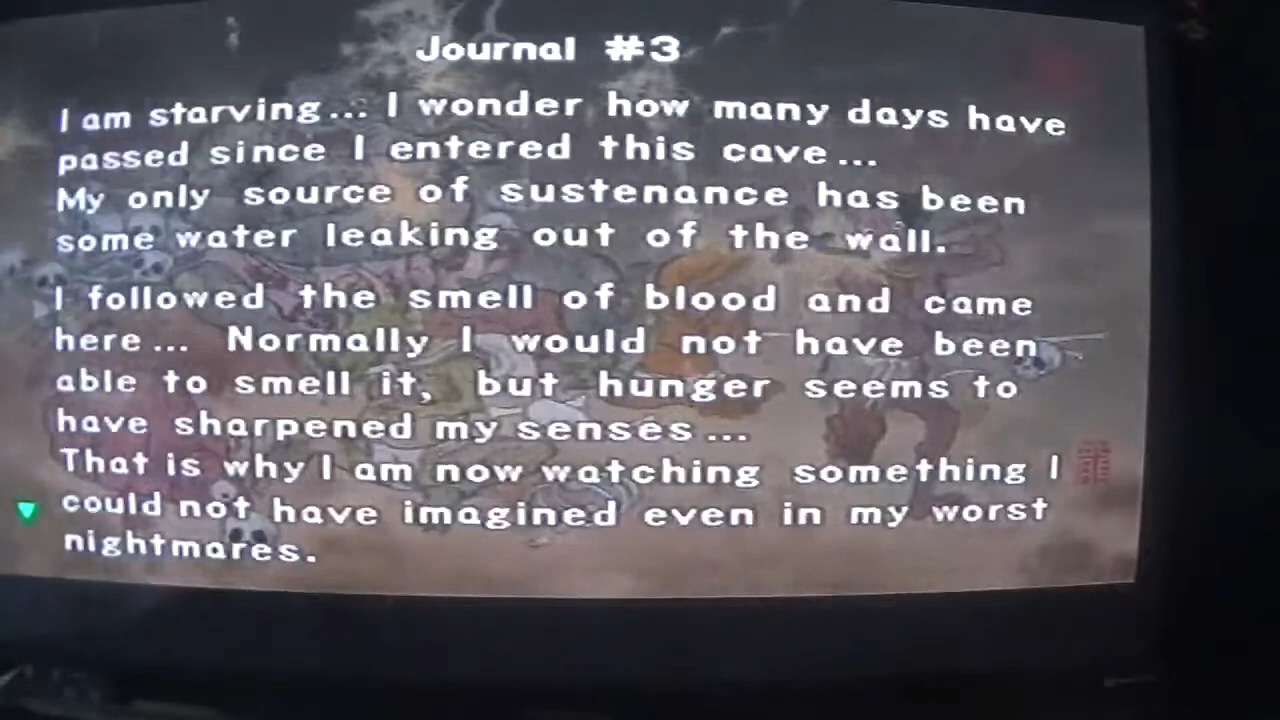 Journal #3
I am starving... I wonder how many days have
passed since I entered this cave...
My only source of sustenance has been
some water leaking out of the wall.
I followed the smell of blood and came
here... Normally I would not have been
able to smell it, but hunger seems to
have sharpened my senses...
That is why I am now watching something I
could not have imagined even in my worst
nightmares.